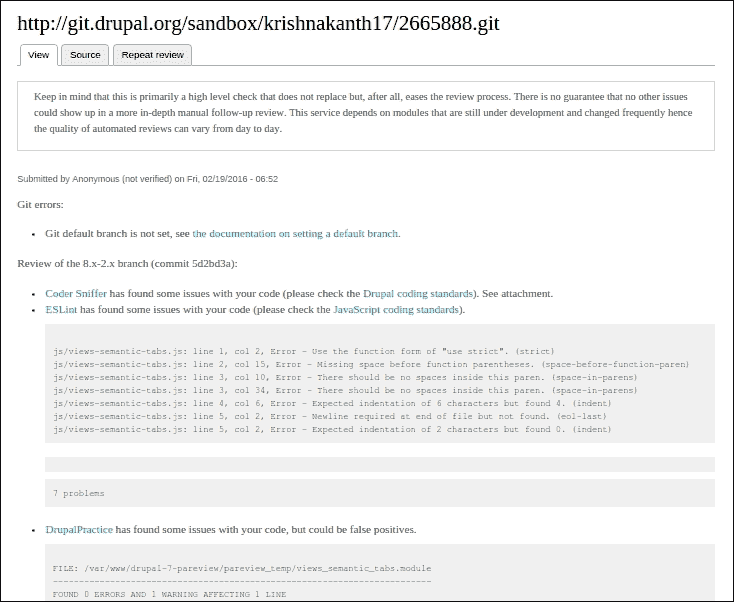 http://git.drupal.org/sandbox/krishnakanth17/2665888.git
View Source Repeat review
Keep in mind that this is primarily a high level check that does not replace but, after all, eases the review process. There is no guarantee that no other issues
could show up in a more in-depth manual follow-up review. This service depends on modules that are still under development and changed frequently hence
the quality of automated reviews can vary from day to day.
Submitted by Anonymous (not verified) on Fri, 02/19/2016 - 06:52
Git errors:
• Git default branch is not set, see the documentation on setting a default branch.
Review of the 8.x-2.x branch (commit 5d2bd3a):
• Coder Sniffer has found some issues with your code (please check the Drupal coding standards). See attachment.
• ESLint has found some issues with your code (please check the JavaScript coding standards).
js/views-semantic-tabs.js: line 1, col 2, Error - Use the function form of "use strict". (strict)
js/views-semantic-tabs.js: line 2, col 15, Error - Missing space before function parentheses. (space-before-function-paren)
js/views-semantic-tabs.js: line 3, col 10, Error - There should be no spaces inside this paren. (space-in-parens)
js/views-semantic-tabs.js: line 3, col 34, Error - There should be no spaces inside this paren. (space-in-parens)
js/views-semantic-tabs.js: line 4, col 6, Error - Expected indentation of 6 characters but found 4. (indent)
js/views-semantic-tabs.js: line 5, col 2, Error - Newline required at end of file but not found. (eol-last)
js/views-semantic-tabs.js: line 5, col 2, Error - Expected indentation of 2 characters but found 0. (indent)
7 problems
• DrupalPractice has found some issues with your code, but could be false positives.
FILE: /var/www/drupal-7-pareview/pareview_temp/views_semantic_tabs.module
--------------------------------------------------------------------------
FOUND 0 ERRORS AND 1 WARNING AFFECTING 1 LINE